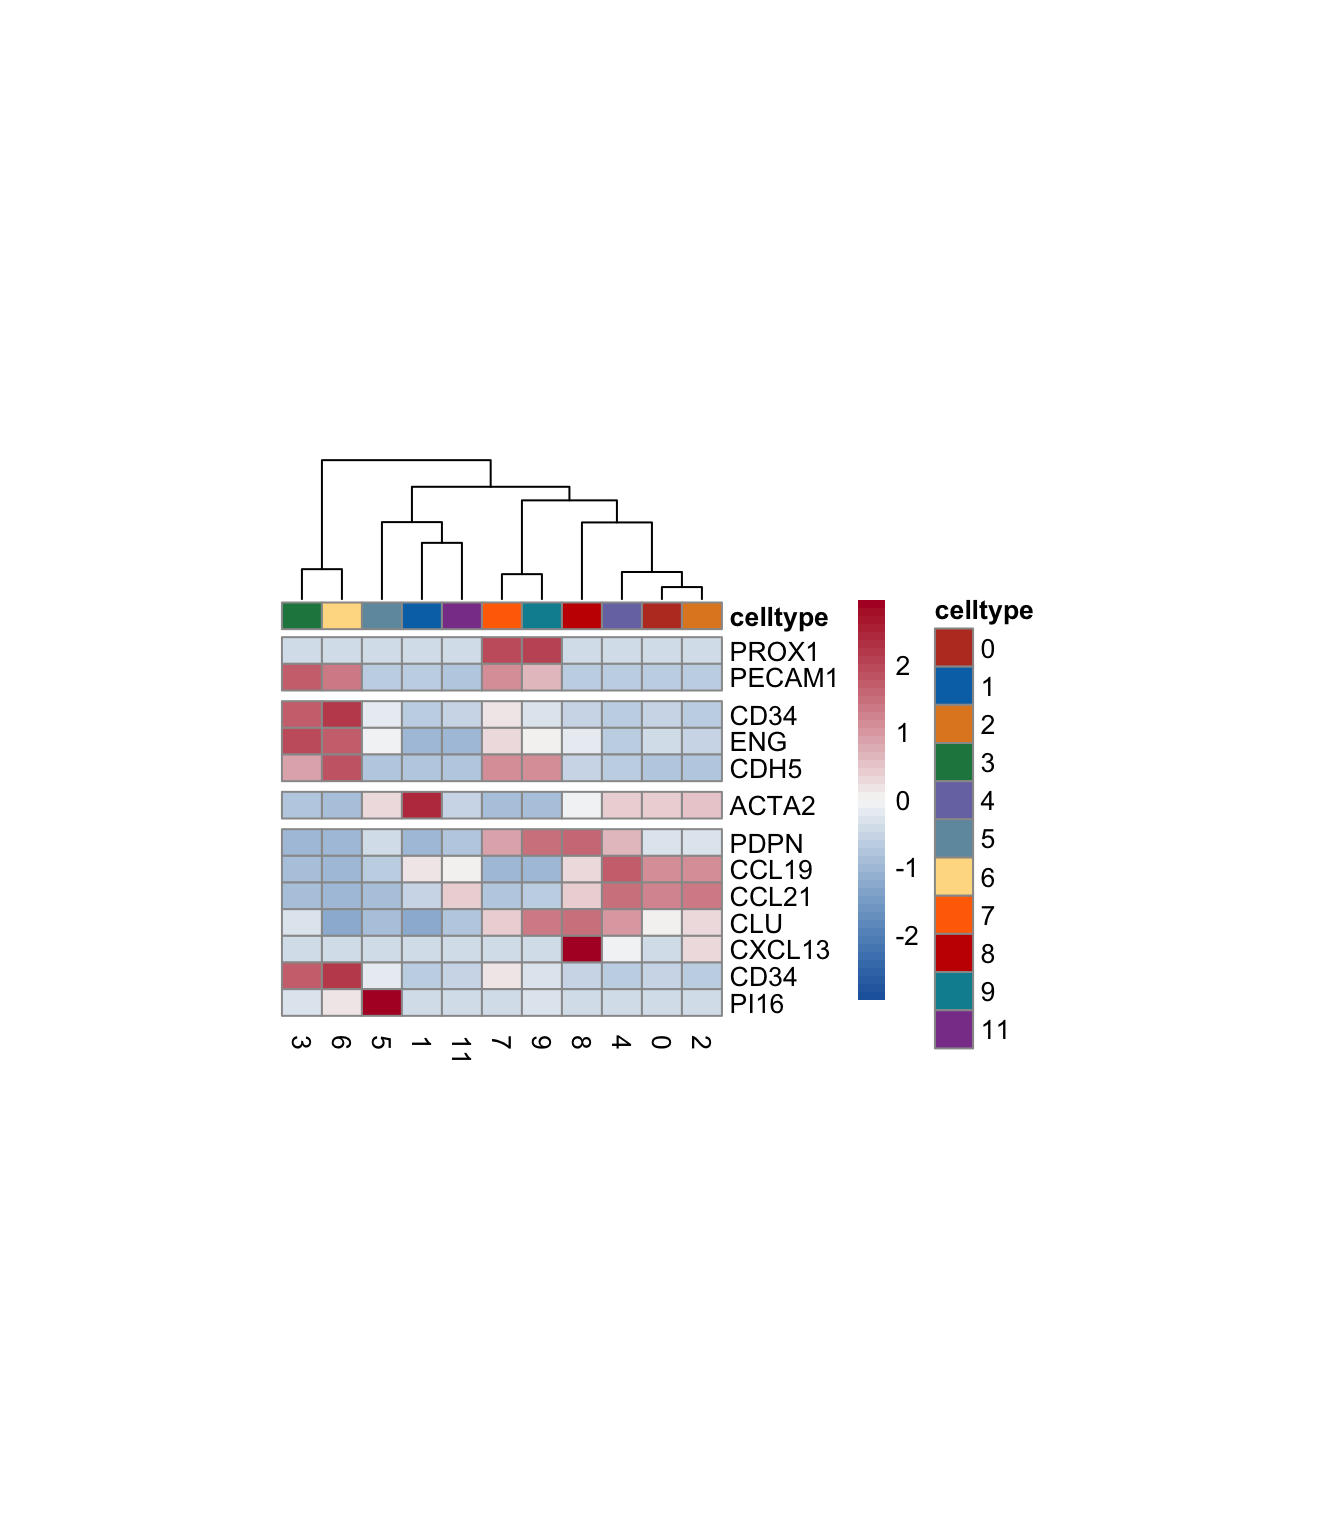 celltype
PROX1
PECAM1
CD34
ENG
CDH5
ACTA2
PDPN
CCL19
CCL21
CLU
CXCL13
CD34
PI16
3 6 5 1 11 7 9 8 4 0 2
2
1
0
-1
-2
celltype
0
1
2
3
4
5
6
7
8
9
11